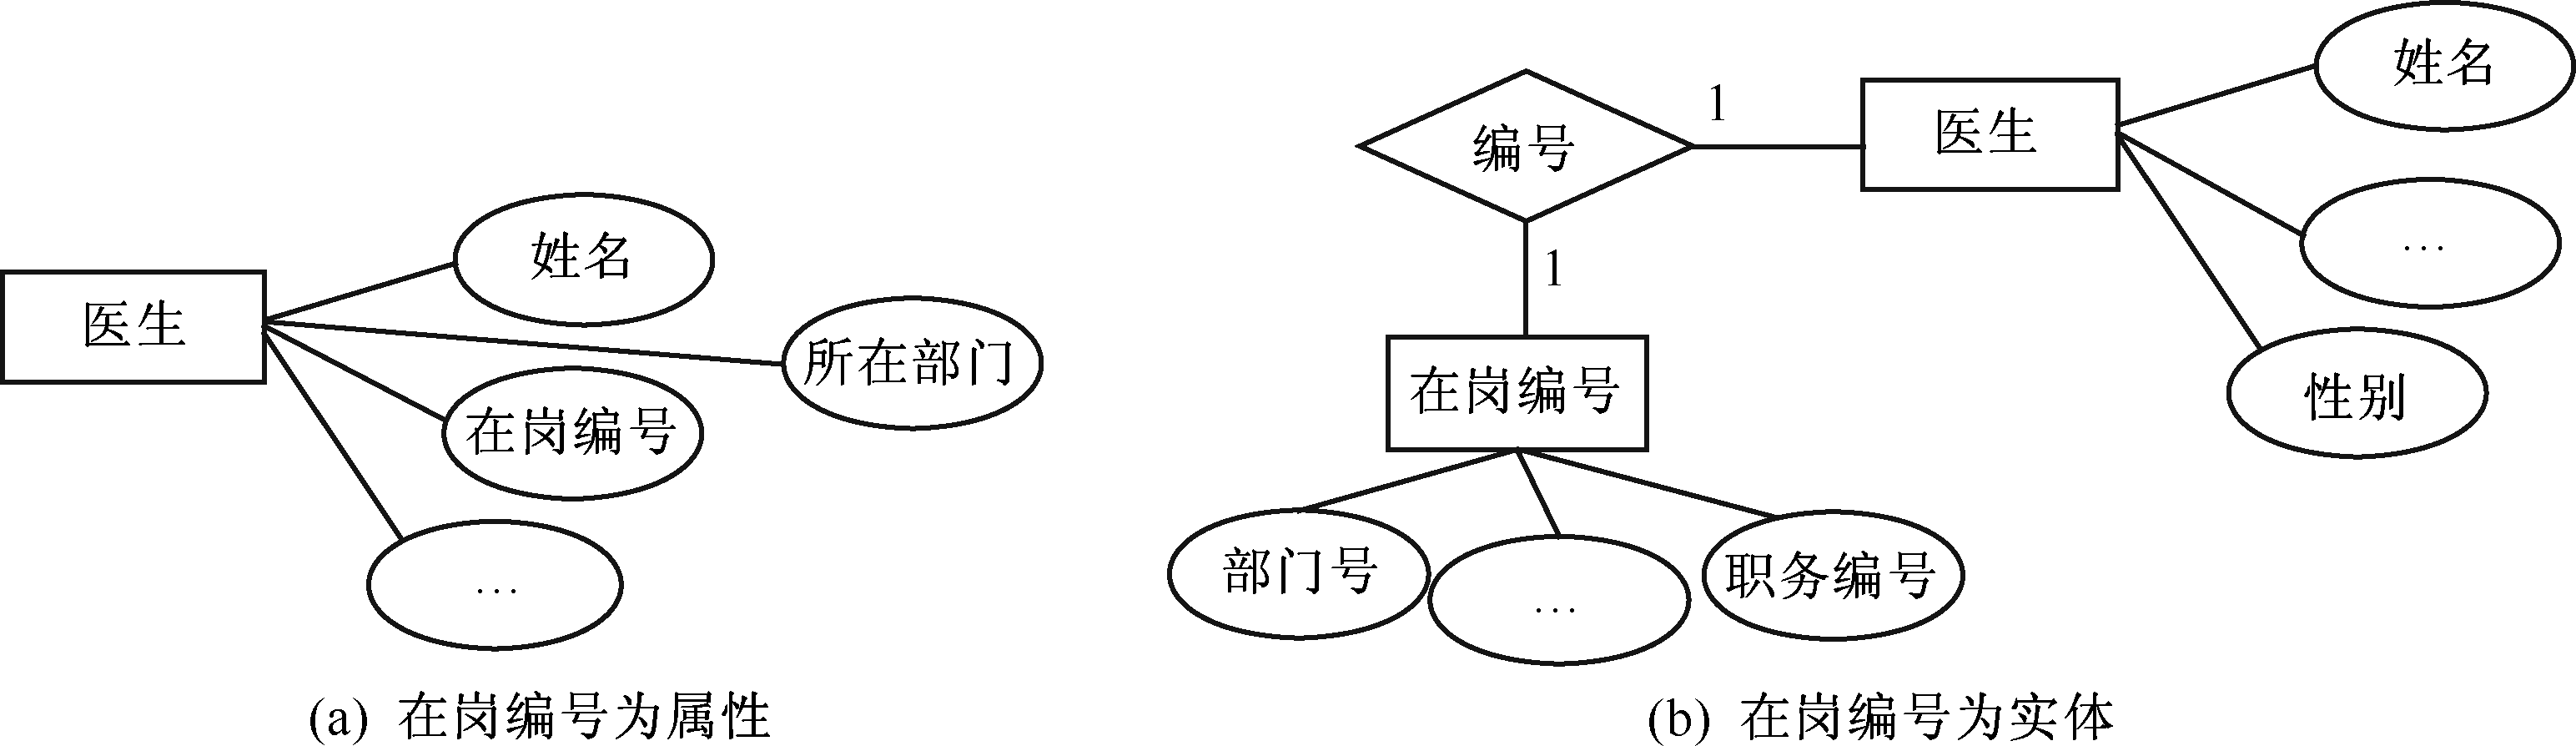 医生
姓名
所在部门
在岗编号
…
(a) 在岗编号为属性
编号
1
医生
姓名
…
性别
1
在岗编号
部门号
…
职务编号
(b) 在岗编号为实体